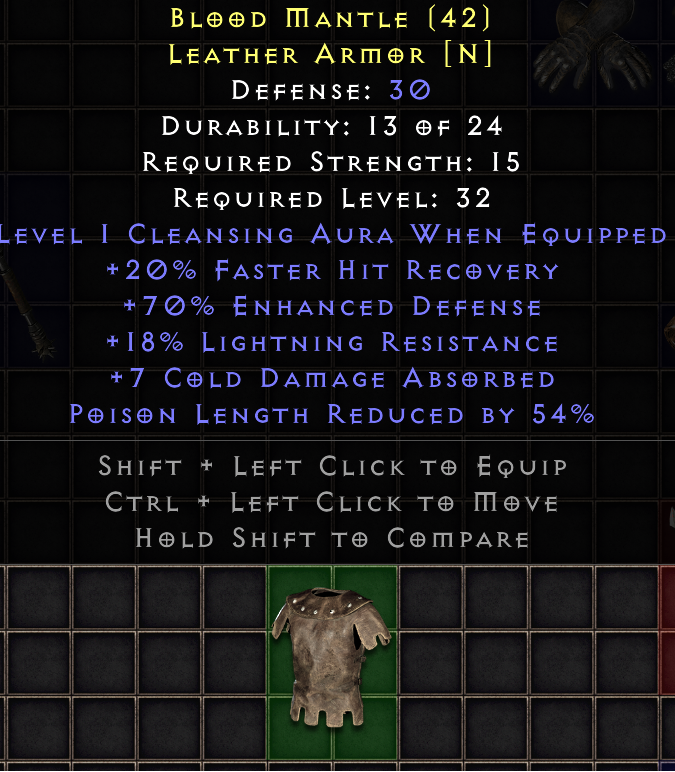 Blood Mantle (42)
Leather Armor [N]
Defense: 30
Durability: 13 of 24
Required Strength: 15
Required Level: 32
Level 1 Cleansing Aura When Equipped
+20% Faster Hit Recovery
+70% Enhanced Defense
+18% Lightning Resistance
+7 Cold Damage Absorbed
Poison Length Reduced by 54%
Shift + Left Click to Equip
Ctrl + Left Click to Move
Hold Shift to Compare